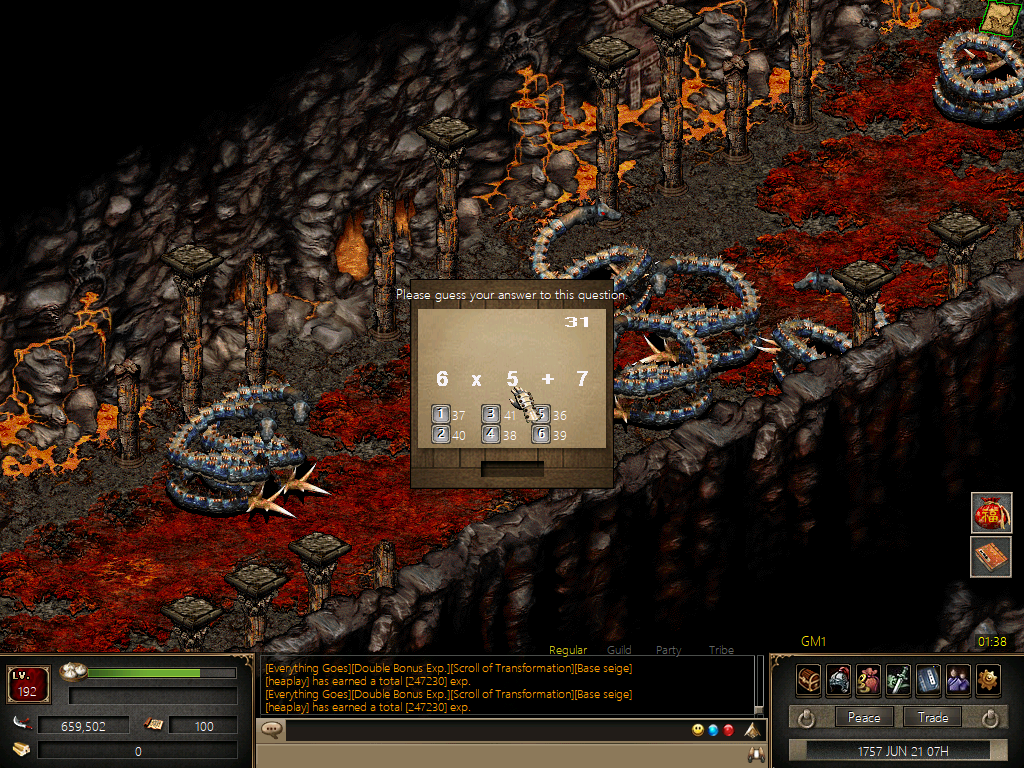 Please guess your answer to this question.
31
6 x 5 + 7
1 37 3 41 5 36
2 40 4 38 6 39
福
GM1 01:38
Regular Guild Party Tribe
[Everything Goes][Double Bonus Exp.][Scroll of Transformation][Base seige]
[heaplay] has earned a total [247230] exp.
[Everything Goes][Double Bonus Exp.][Scroll of Transformation][Base seige]
[heaplay] has earned a total [247230] exp.
LV.
192
659,502 100
0
Peace Trade
1757 JUN 21 07H